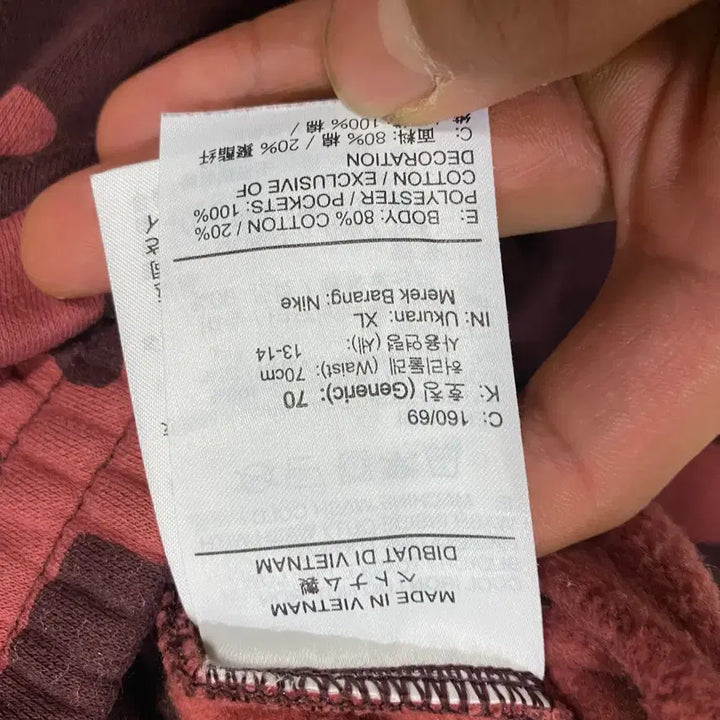 MADE IN VIETNAM
ベトナム製
DIBUAT DI VIETNAM
C: 160/69
K: 호칭 (Generic): 70
허리둘레 (Waist): 70cm
사용연령 (세): 13-14
IN: Ukuran: XL
Merek Barang: Nike
E: BODY: 80% COTTON / 20%
POLYESTER / POCKETS: 100%
COTTON / EXCLUSIVE OF
DECORATION
C: 面料: 80% 棉 / 20% 聚酯纤
100% 棉 /